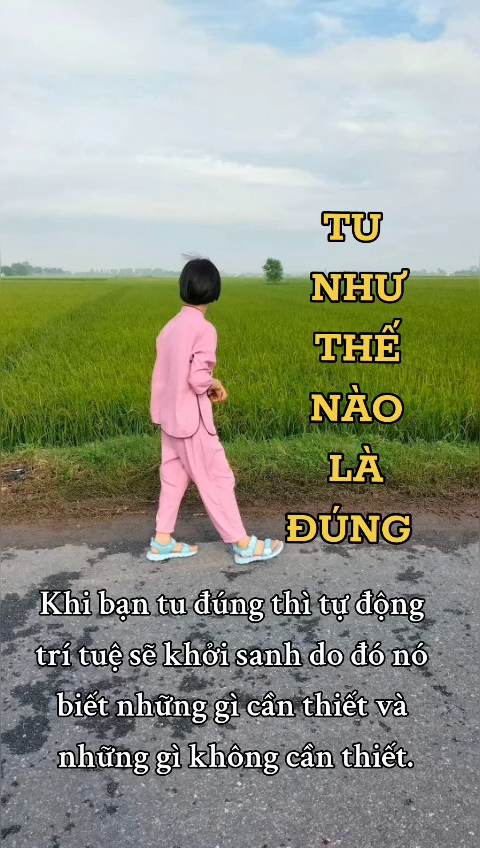 TU
NHƯ
THẾ
NÀO
LÀ
ĐÚNG
Khi bạn tu đúng thì tự động
trí tuệ sẽ khởi sanh do đó nó
biết những gì cần thiết và
những gì không cần thiết.